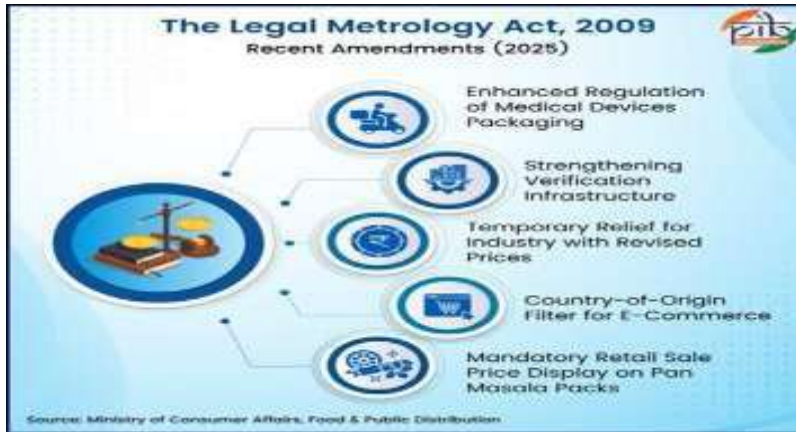 The Legal Metrology Act, 2009
Recent Amendments (2025)
pib
Enhanced Regulation
of Medical Devices
Packaging
Strengthening
Verification
Infrastructure
Temporary Relief for
Industry with Revised
Prices
Country-of-Origin
Filter for E-Commerce
Mandatory Retail Sale
Price Display on Pan
Masala Packs
Source: Ministry of Consumer Affairs, Food & Public Distribution